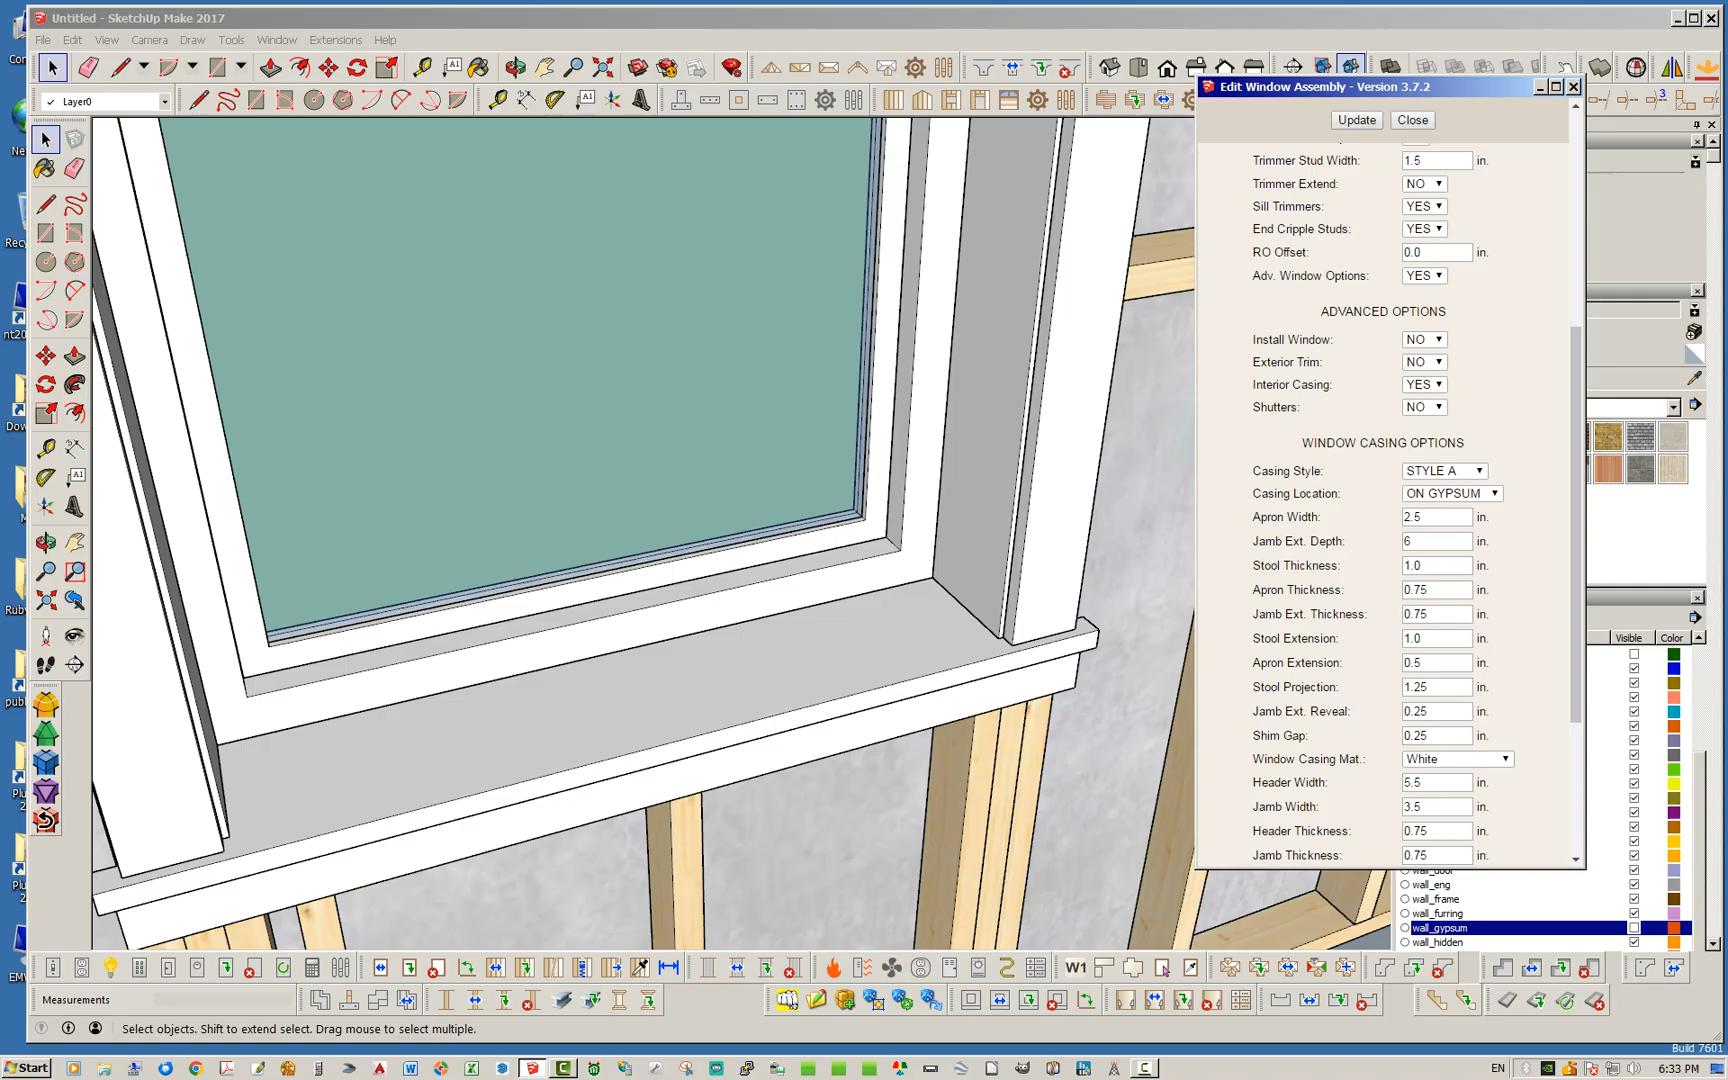 Untitled - SketchUp Make 2017
File Edit View Camera Draw Tools Window Extensions Help
Layer0
Edit Window Assembly - Version 3.7.2
Update Close
Trimmer Stud Width: 1.5 in.
Trimmer Extend: NO
Sill Trimmers: YES
End Cripple Studs: YES
RO Offset: 0.0 in.
Adv. Window Options: YES
ADVANCED OPTIONS
Install Window: NO
Exterior Trim: NO
Interior Casing: YES
Shutters: NO
WINDOW CASING OPTIONS
Casing Style: STYLE A
Casing Location: ON GYPSUM
Apron Width: 2.5 in.
Jamb Ext. Depth: 6 in.
Stool Thickness: 1.0 in.
Apron Thickness: 0.75 in.
Jamb Ext. Thickness: 0.75 in.
Stool Extension: 1.0 in.
Apron Extension: 0.5 in.
Stool Projection: 1.25 in.
Jamb Ext. Reveal: 0.25 in.
Shim Gap: 0.25 in.
Window Casing Mat.: White
Header Width: 5.5 in.
Jamb Width: 3.5 in.
Header Thickness: 0.75 in.
Jamb Thickness: 0.75 in.
Visible Color
wall_door
wall_eng
wall_frame
wall_furring
wall_gypsum
wall_hidden
W1
Measurements
Select objects. Shift to extend select. Drag mouse to select multiple.
Build 7601
Start
EN
6:33 PM